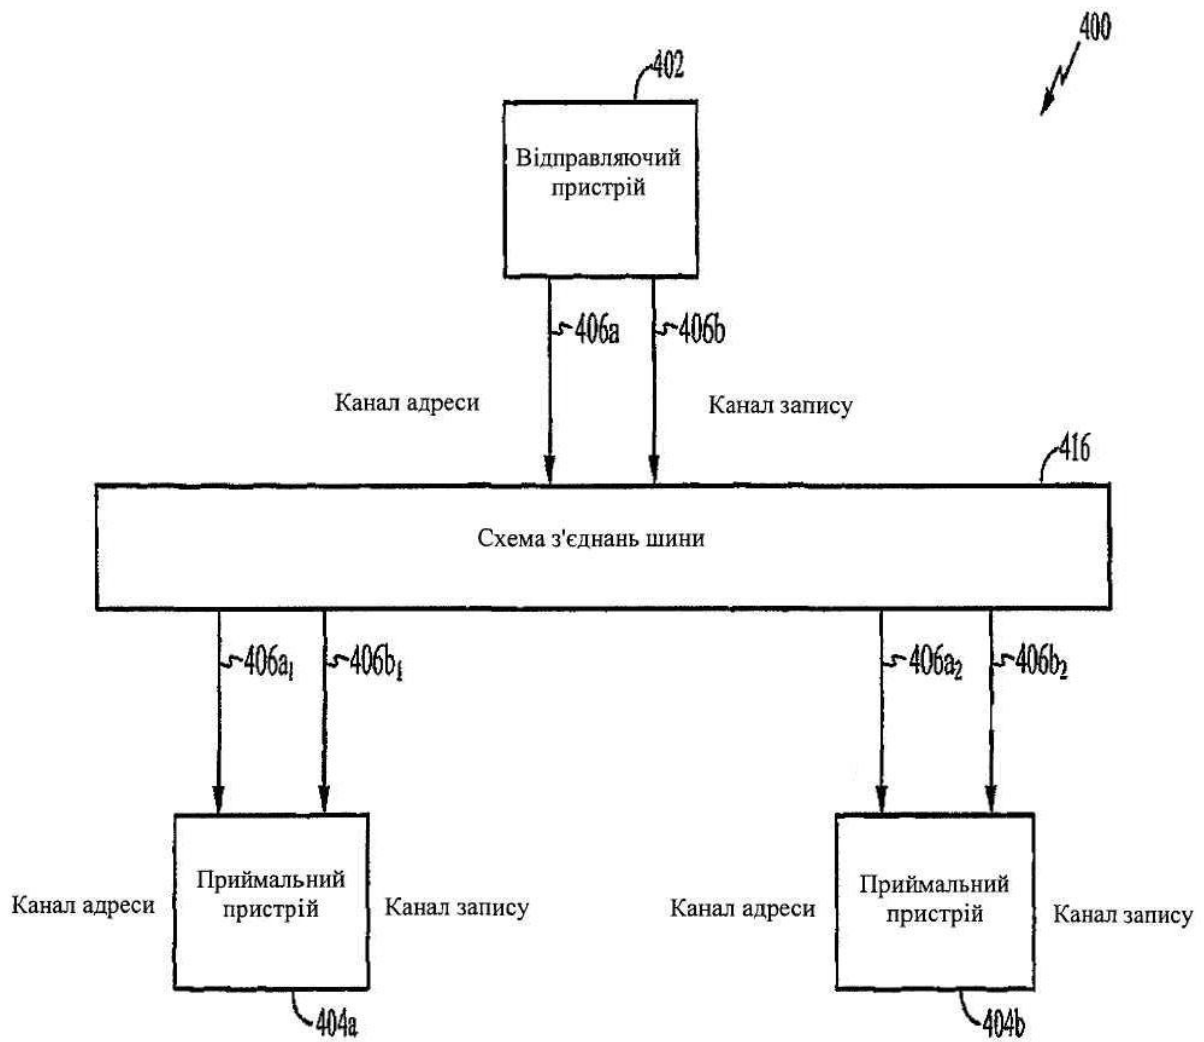 400
402
Відправляючий
пристрій
406a 406b
Канал адреси Канал запису
416
Схема з'єднань шини
406a₁ 406b₁ 406a₂ 406b₂
Приймальний
пристрій
Канал адреси Канал запису
Приймальний
пристрій
Канал адреси Канал запису
404a 404b